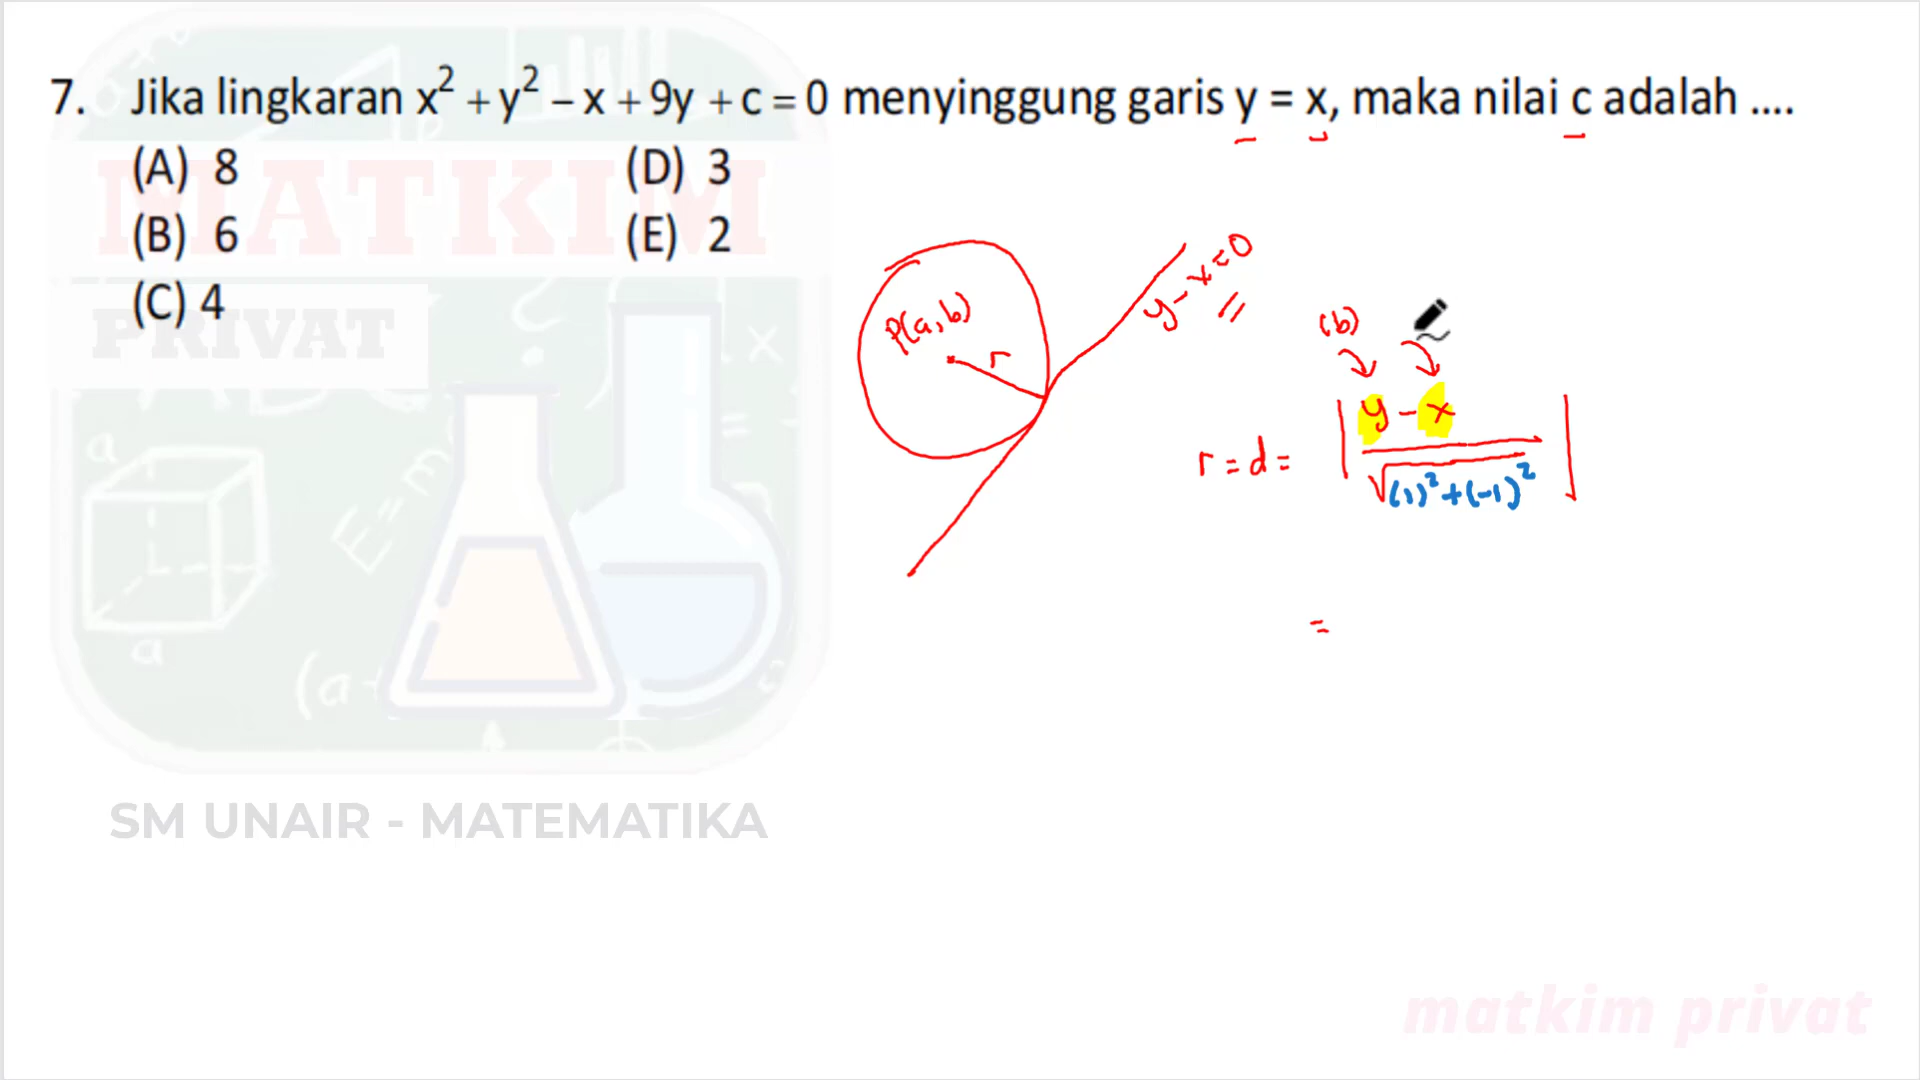 7. Jika lingkaran x² + y² – x + 9y + c = 0 menyinggung garis y = x, maka nilai c adalah ....
(A) 8 (D) 3
(B) 6 (E) 2
(C) 4
MATKIM
PRIVAT
P(a,b)
r
y - x = 0
(b)
r = d = | y - x / √(1)² + (-1)² |
=
a
a
E = m
(a+
x
=
SM UNAIR - MATEMATIKA
matkim privat